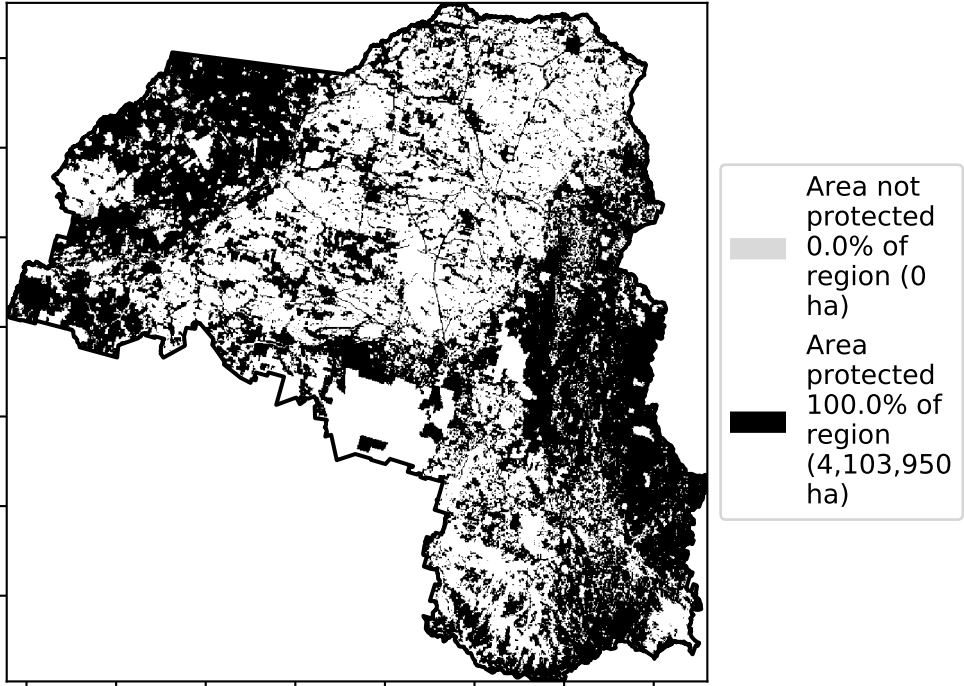 Area not
protected
0.0% of
region (0
ha)
Area
protected
100.0% of
region
(4,103,950
ha)